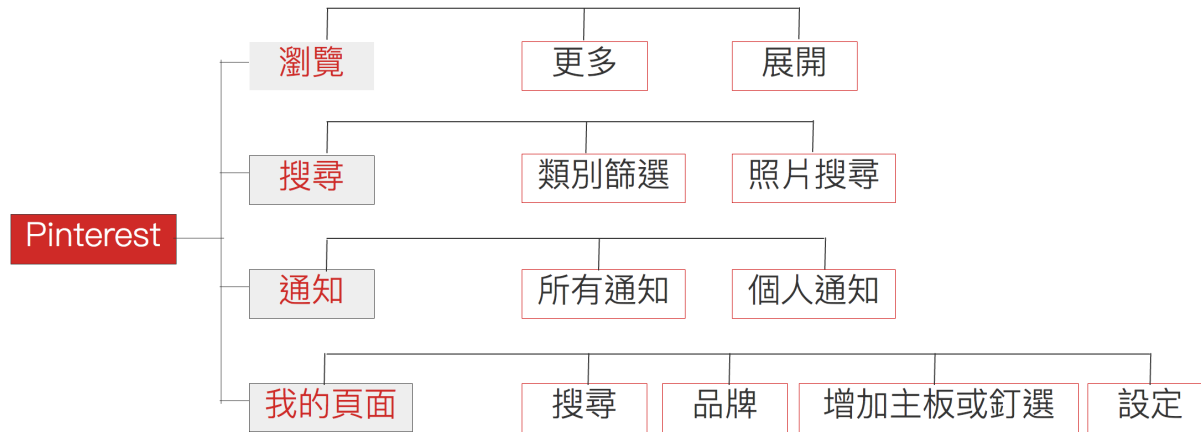 瀏覽
更多
展開
搜尋
類別篩選
照片搜尋
Pinterest
通知
所有通知
個人通知
我的頁面
搜尋
品牌
增加主板或釘選
設定